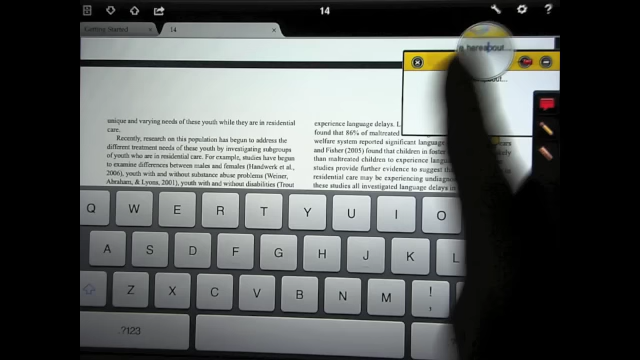 14
?
Getting Started
14
hereabout
unique and varying needs of these youth while they are in residential
care.
Recently, research on this population has begun to address the
different treatment needs of these youth by investigating subgroups
of youth who are in residential care. For example, studies have begun
to examine differences between males and females (Handwerk et al.,
2006), youth with and without substance abuse problems (Weiner,
Abraham, & Lyons, 2001), youth with and without disabilities (Trout
experience language delays.
found that 86% of maltreated
welfare system reported significant language
and Fisher (2005) found that children in foster
than maltreated children to experience
studies provide further evidence to suggest
residential care may be experiencing
these studies all investigated language delays in
Q W E R T Y U I O
A S D F G H J K L
Z X C V B N M ! ,
.?123